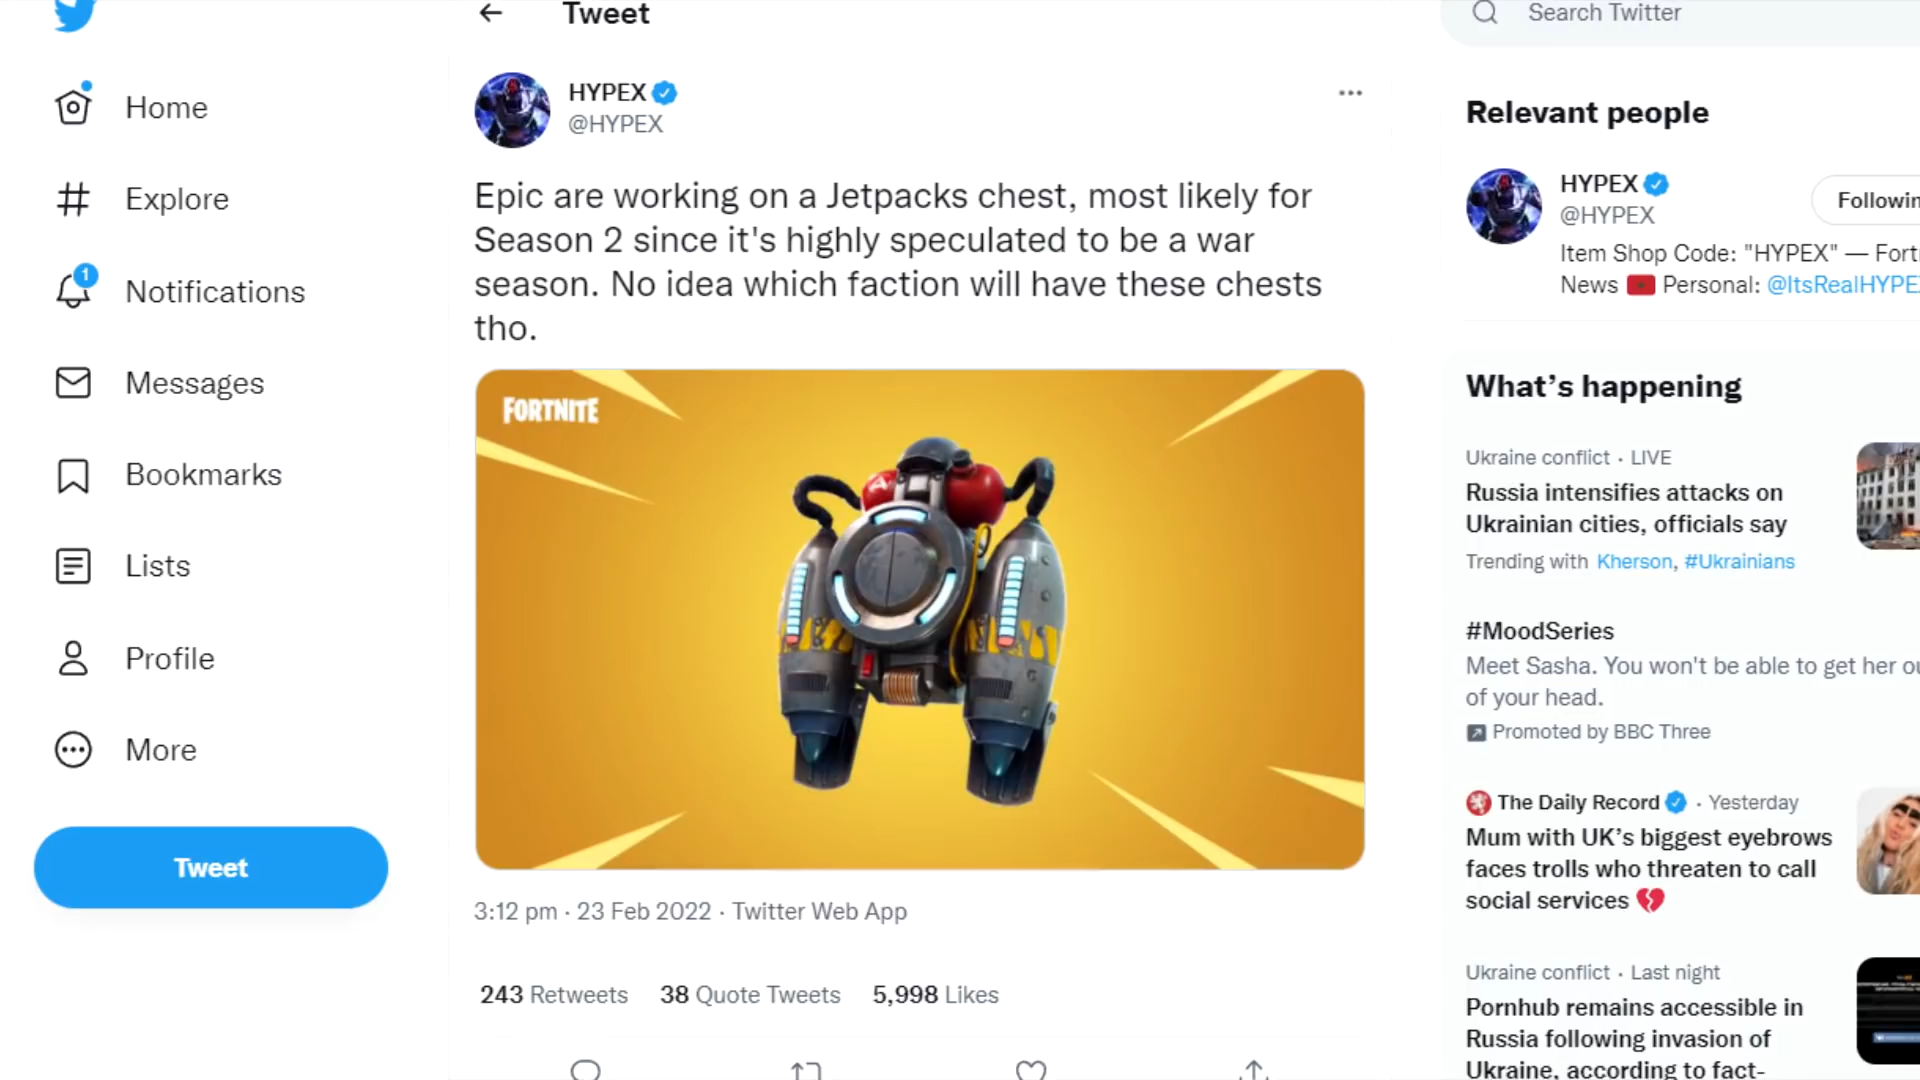 Home
Explore
1
Notifications
Messages
Bookmarks
Lists
Profile
More
Tweet
Tweet
HYPEX
@HYPEX
Epic are working on a Jetpacks chest, most likely for
Season 2 since it's highly speculated to be a war
season. No idea which faction will have these chests
tho.
FORTNITE
3:12 pm · 23 Feb 2022 · Twitter Web App
243 Retweets 38 Quote Tweets 5,998 Likes
Search Twitter
Relevant people
HYPEX
@HYPEX
Followin
Item Shop Code: "HYPEX" — Fort
News Personal: @ItsRealHYPE
What's happening
Ukraine conflict · LIVE
Russia intensifies attacks on
Ukrainian cities, officials say
Trending with Kherson, #Ukrainians
#MoodSeries
Meet Sasha. You won't be able to get her ou
of your head.
Promoted by BBC Three
The Daily Record · Yesterday
Mum with UK's biggest eyebrows
faces trolls who threaten to call
social services 💔
Ukraine conflict · Last night
Pornhub remains accessible in
Russia following invasion of
Ukraine, according to fact-